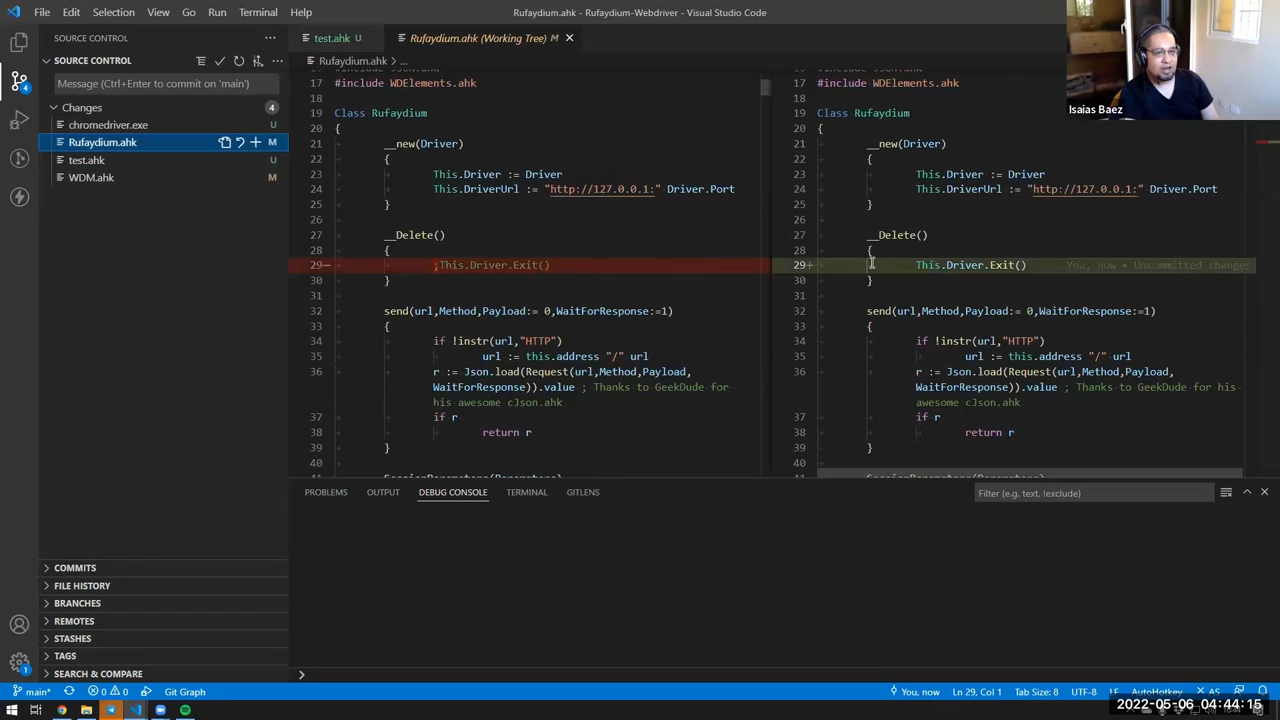 File Edit Selection View Go Run Terminal Help
Rufaydium.ahk - Rufaydium-Webdriver - Visual Studio Code
SOURCE CONTROL
SOURCE CONTROL
Message (Ctrl+Enter to commit on 'main')
Changes 4
chromedriver.exe U
Rufaydium.ahk M
test.ahk U
WDM.ahk M
COMMITS
FILE HISTORY
BRANCHES
REMOTES
STASHES
TAGS
SEARCH & COMPARE
test.ahk U
Rufaydium.ahk (Working Tree) M
Rufaydium.ahk > ...
17 #include WDElements.ahk
18
19 Class Rufaydium
20 {
21 __new(Driver)
22 {
23 This.Driver := Driver
24 This.DriverUrl := "http://127.0.0.1:" Driver.Port
25 }
26
27 __Delete()
28 {
29 ;This.Driver.Exit()
30 }
31
32 send(url,Method,Payload:= 0,WaitForResponse:=1)
33 {
34 if !instr(url,"HTTP")
35 url := this.address "/" url
36 r := Json.load(Request(url,Method,Payload,
WaitForResponse)).value ; Thanks to GeekDude for
his awesome cJson.ahk
37 if r
38 return r
39 }
40
17 #include WDElements.ahk
18
19 Class Rufaydium
20 {
21 __new(Driver)
22 {
23 This.Driver := Driver
24 This.DriverUrl := "http://127.0.0.1:" Driver.Port
25 }
26
27 __Delete()
28 {
29 This.Driver.Exit() You, now • Uncommitted changes
30 }
31
32 send(url,Method,Payload:= 0,WaitForResponse:=1)
33 {
34 if !instr(url,"HTTP")
35 url := this.address "/" url
36 r := Json.load(Request(url,Method,Payload,
WaitForResponse)).value ; Thanks to GeekDude for his
awesome cJson.ahk
37 if r
38 return r
39 }
40
Isaias Baez
PROBLEMS OUTPUT DEBUG CONSOLE TERMINAL GITLENS
Filter (e.g. text, !exclude)
main* 0 0 Git Graph
You, now Ln 29, Col 1 Tab Size: 8 UTF-8 LF AutoHotkey AS
2022-05-06 04:44:15